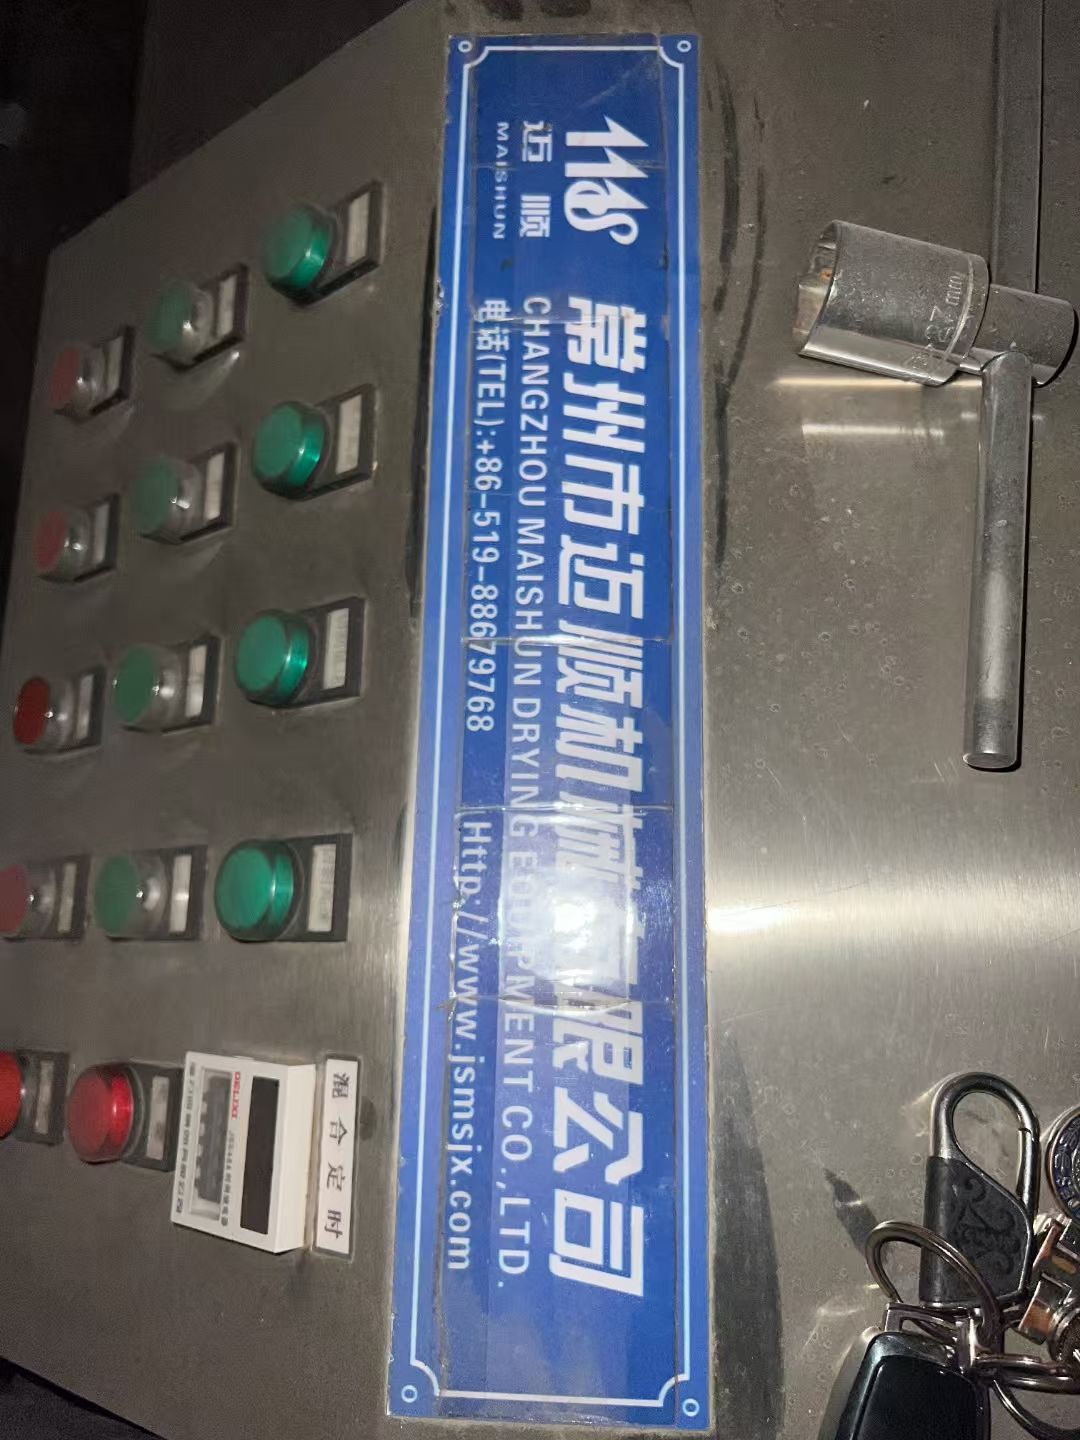 迈顺
MAISHUN
常州市迈顺机械有限公司
CHANGZHOU MAISHUN DRYING EQUIPMENT CO.,LTD.
电话(TEL):+86-519-88679768 Http://www.jsmsjx.com
混合定时
DELIXI